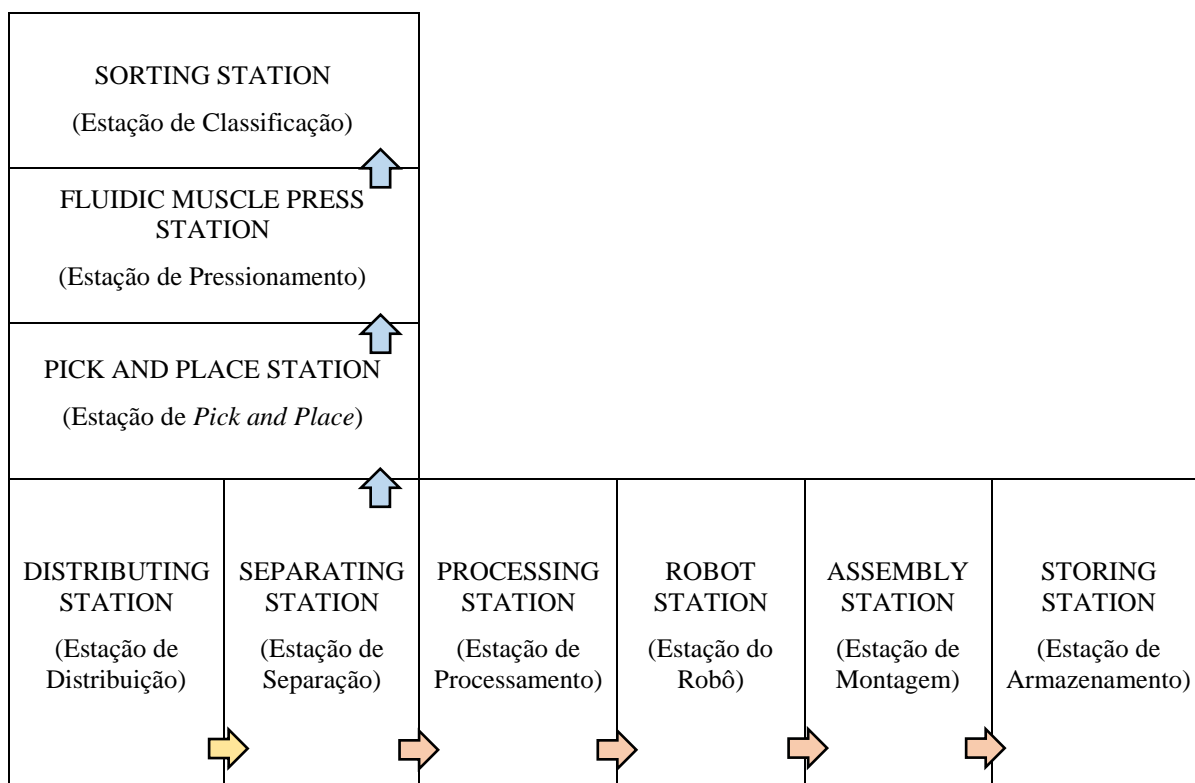 SORTING STATION
(Estação de Classificação)
FLUIDIC MUSCLE PRESS
STATION
(Estação de Pressionamento)
PICK AND PLACE STATION
(Estação de Pick and Place)
DISTRIBUTING
STATION
(Estação de
Distribuição)
SEPARATING
STATION
(Estação de
Separação)
PROCESSING
STATION
(Estação de
Processamento)
ROBOT
STATION
(Estação do
Robô)
ASSEMBLY
STATION
(Estação de
Montagem)
STORING
STATION
(Estação de
Armazenamento)